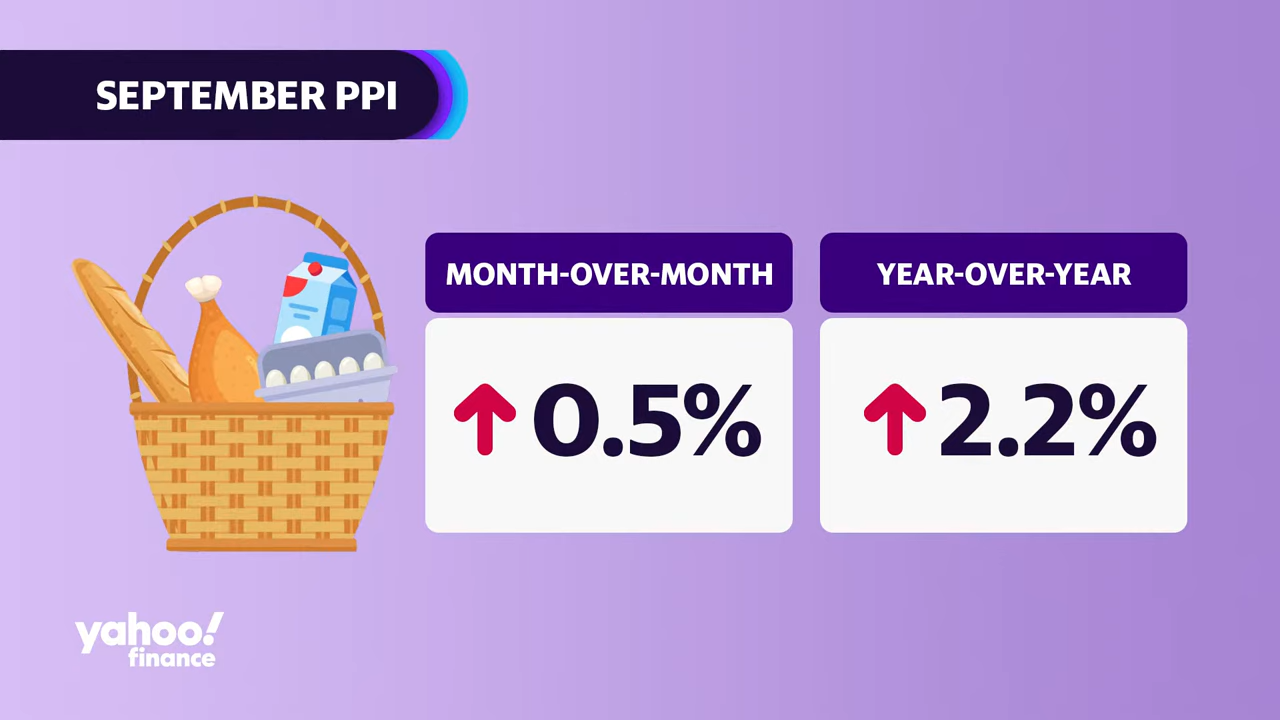 SEPTEMBER PPI
MONTH-OVER-MONTH
0.5%
YEAR-OVER-YEAR
2.2%
yahoo!
finance